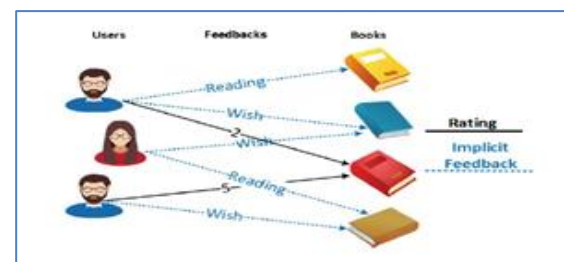 Users Feedbacks Books
Reading
Wish
2
Wish
Rating
Implicit
Feedback
5
Reading
Wish